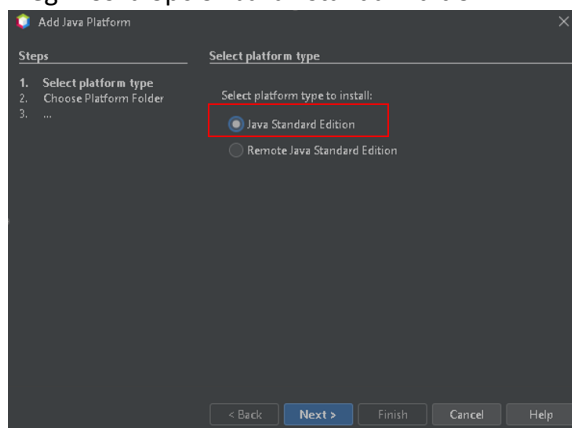 Add Java Platform
Steps
1. Select platform type
2. Choose Platform Folder
3. ...
Select platform type
Select platform type to install:
Java Standard Edition
Remote Java Standard Edition
< Back Next > Finish Cancel Help